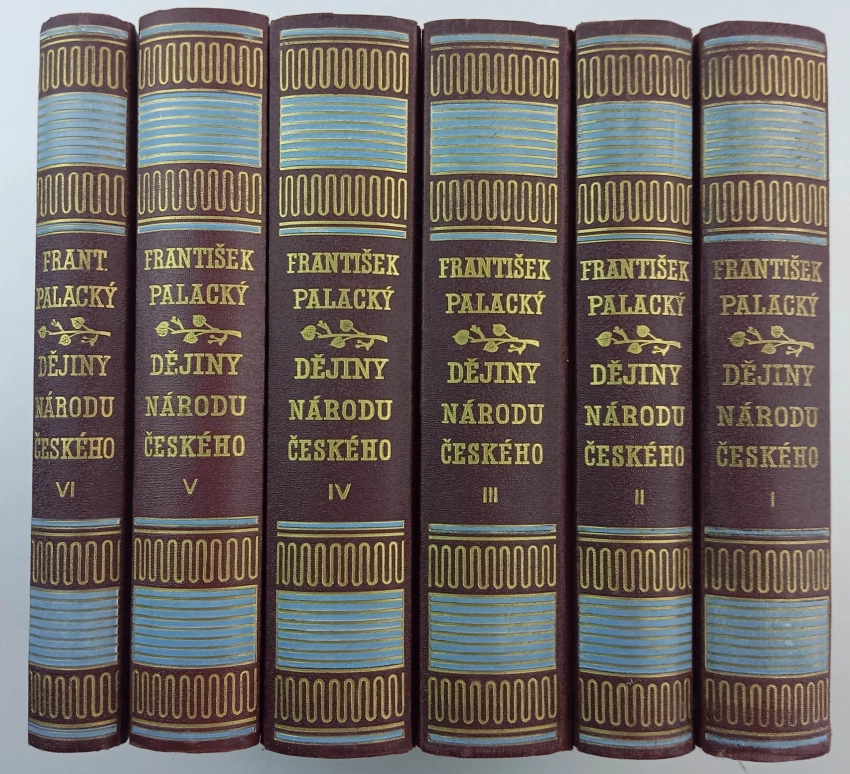 FRANT.
PALACKÝ
DĚJINY
NÁRODU
ČESKÉHO
VI
FRANTIŠEK
PALACKÝ
DĚJINY
NÁRODU
ČESKÉHO
V
FRANTIŠEK
PALACKÝ
DĚJINY
NÁRODU
ČESKÉHO
IV
FRANTIŠEK
PALACKÝ
DĚJINY
NÁRODU
ČESKÉHO
III
FRANTIŠEK
PALACKÝ
DĚJINY
NÁRODU
ČESKÉHO
II
FRANTIŠEK
PALACKÝ
DĚJINY
NÁRODU
ČESKÉHO
I